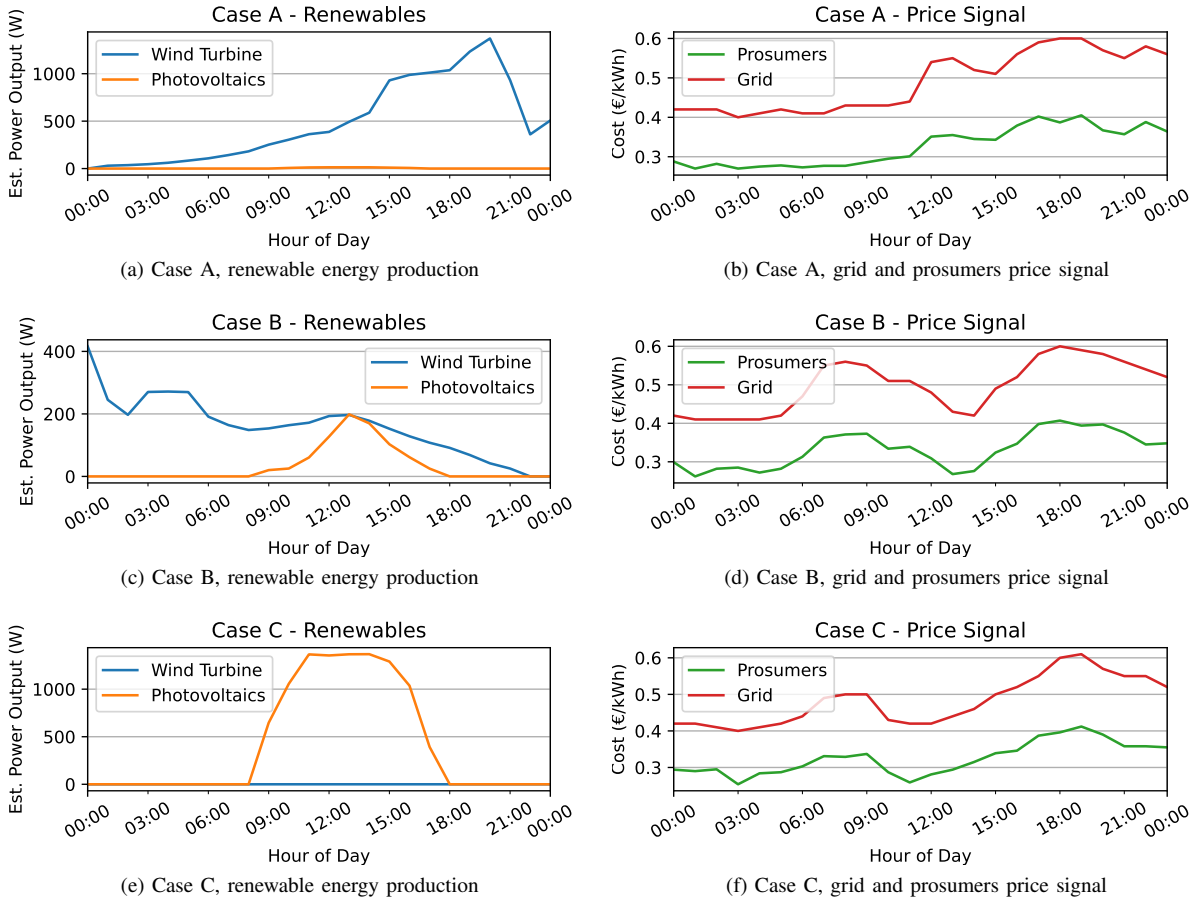 Case A - Renewables
Est. Power Output (W)
1000
500
0
Wind Turbine
Photovoltaics
00:00
03:00
06:00
09:00
12:00
15:00
18:00
21:00
00:00
Hour of Day
(a) Case A, renewable energy production
Case A - Price Signal
Cost (€/kWh)
0.6
0.5
0.4
0.3
Prosumers
Grid
00:00
03:00
06:00
09:00
12:00
15:00
18:00
21:00
00:00
Hour of Day
(b) Case A, grid and prosumers price signal
Case B - Renewables
Est. Power Output (W)
400
200
0
Wind Turbine
Photovoltaics
00:00
03:00
06:00
09:00
12:00
15:00
18:00
21:00
00:00
Hour of Day
(c) Case B, renewable energy production
Case B - Price Signal
Cost (€/kWh)
0.6
0.5
0.4
0.3
Prosumers
Grid
00:00
03:00
06:00
09:00
12:00
15:00
18:00
21:00
00:00
Hour of Day
(d) Case B, grid and prosumers price signal
Case C - Renewables
Est. Power Output (W)
1000
500
0
Wind Turbine
Photovoltaics
00:00
03:00
06:00
09:00
12:00
15:00
18:00
21:00
00:00
Hour of Day
(e) Case C, renewable energy production
Case C - Price Signal
Cost (€/kWh)
0.6
0.5
0.4
0.3
Prosumers
Grid
00:00
03:00
06:00
09:00
12:00
15:00
18:00
21:00
00:00
Hour of Day
(f) Case C, grid and prosumers price signal